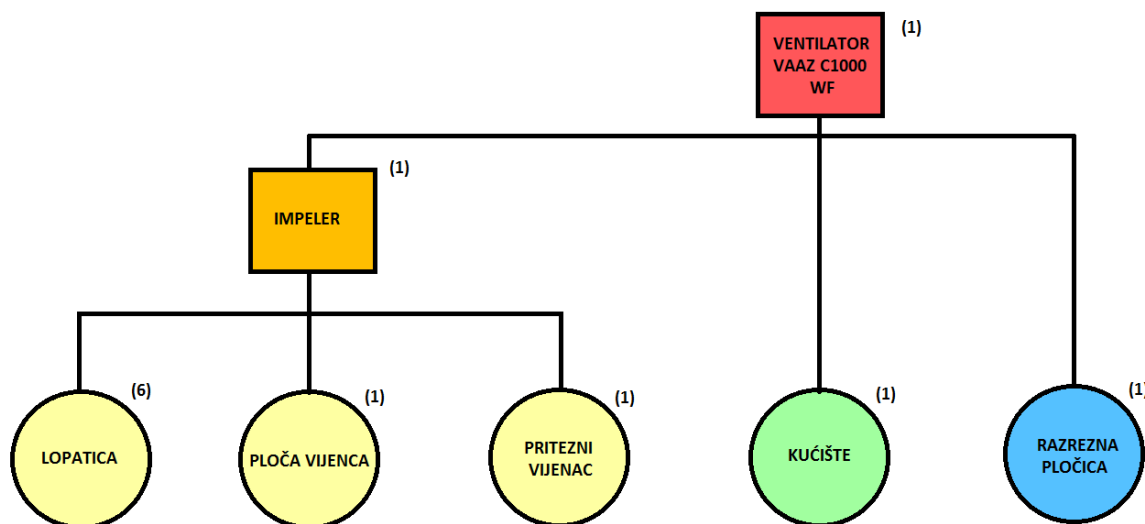 VENTILATOR
VAAZ C1000
WF
(1)
IMPELER
(1)
LOPATICA
(6)
PLOČA VIJENCA
(1)
PRITEZNI
VIJENAC
(1)
KUĆIŠTE
(1)
RAZREZNA
PLOČICA
(1)